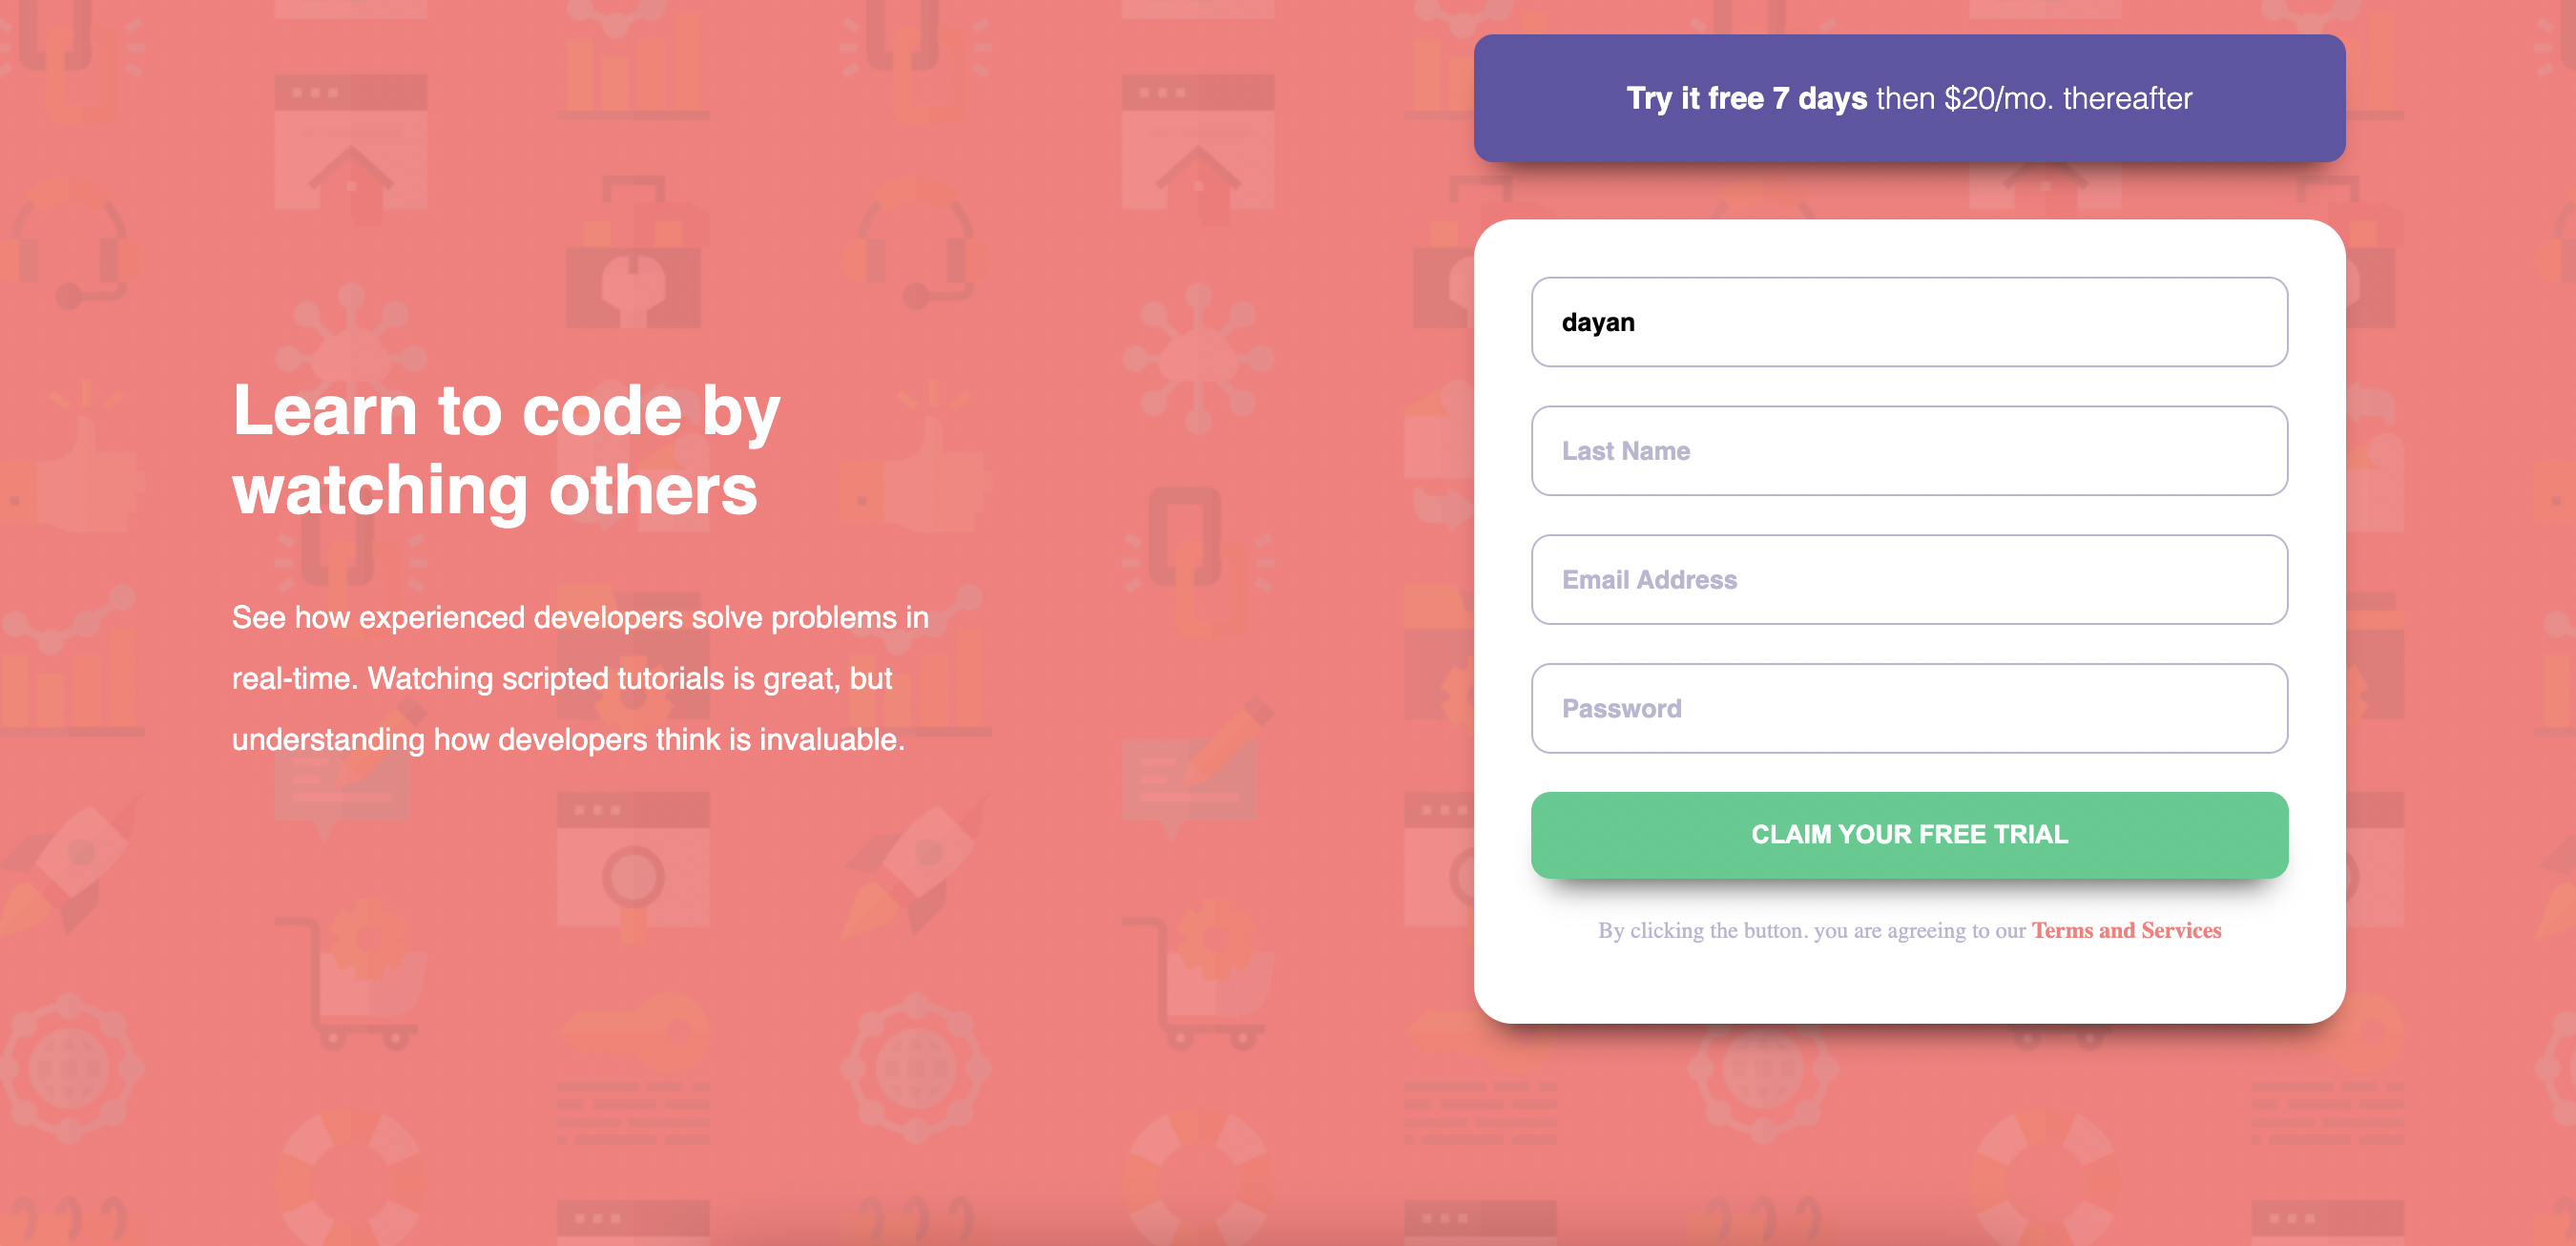 Learn to code by
watching others
See how experienced developers solve problems in
real-time. Watching scripted tutorials is great, but
understanding how developers think is invaluable.
Try it free 7 days then $20/mo. thereafter
dayan
Last Name
Email Address
Password
CLAIM YOUR FREE TRIAL
By clicking the button. you are agreeing to our Terms and Services